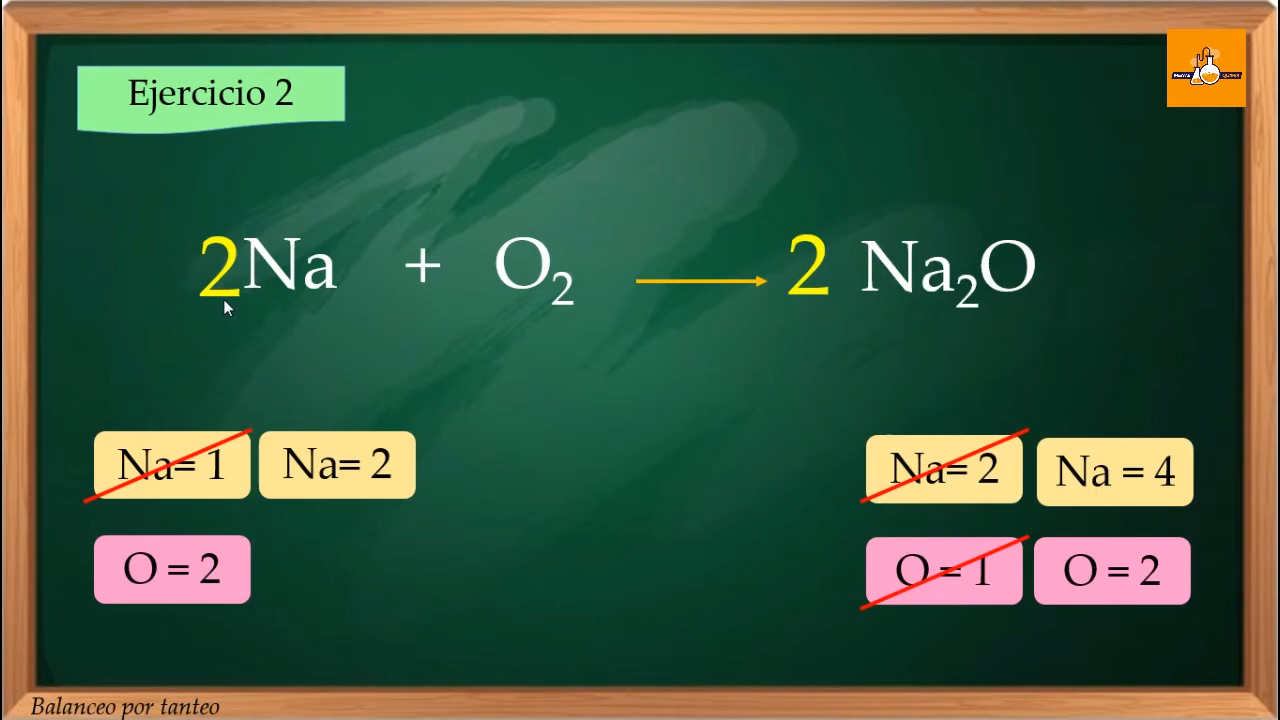 Ejercicio 2
2Na + O₂ → 2 Na₂O
Na= 1 Na= 2 Na= 2 Na = 4
O = 2 O = 1 O = 2
Balanceo por tanteo